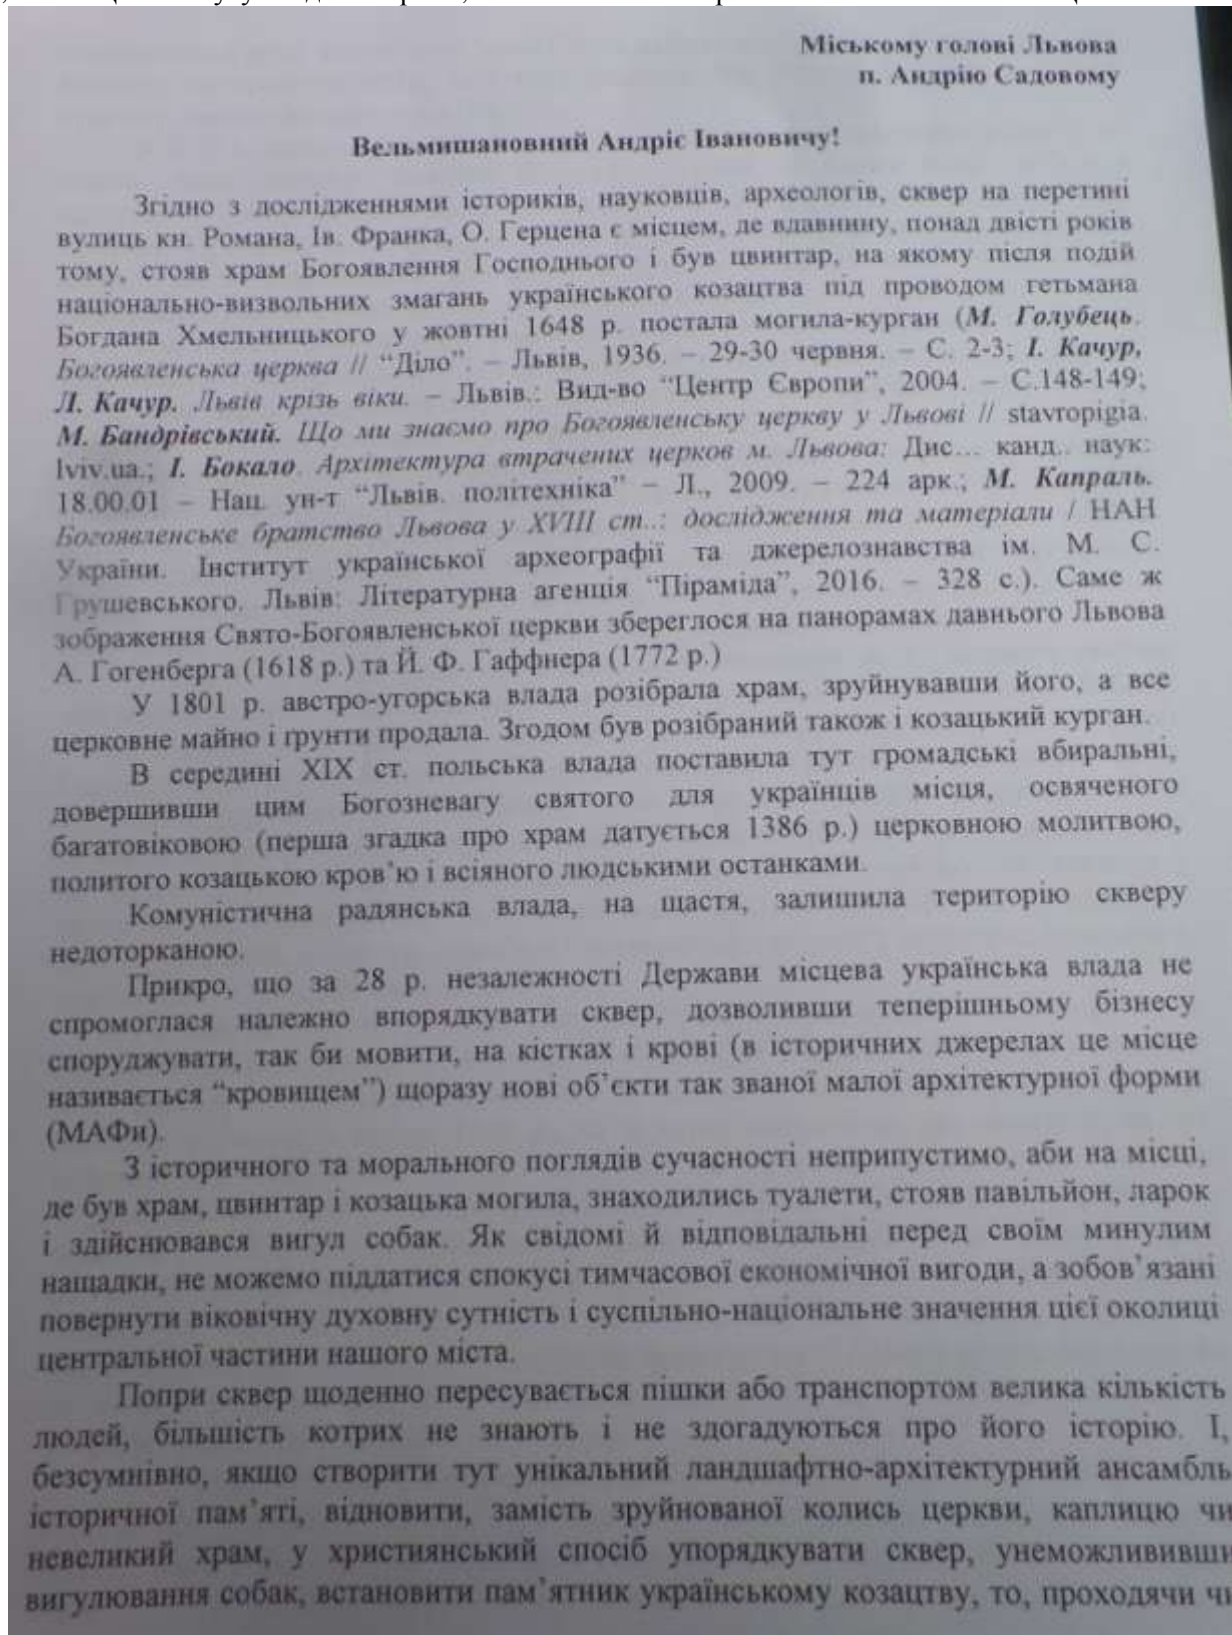 Міському голові Львова
п. Андрію Садовому
Вельмишановний Андріє Івановичу!
Згідно з дослідженнями істориків, науковців, археологів, сквер на перетині
вулиць кн. Романа, Ів. Франка, О. Герцена є місцем, де вдавнину, понад двісті років
тому, стояв храм Богоявлення Господнього і був цвинтар, на якому після подій
національно-визвольних змагань українського козацтва під проводом гетьмана
Богдана Хмельницького у жовтні 1648 р. постала могила-курган (М. Голубець.
Богоявленська церква // “Діло”. – Львів, 1936. – 29-30 червня. – С. 2-3; І. Качур,
Л. Качур. Львів крізь віки. – Львів.: Вид-во “Центр Європи”, 2004. – С.148-149;
М. Бандрівський. Що ми знаємо про Богоявленську церкву у Львові // stavropigia.
lviv.ua.; І. Бокало. Архітектура втрачених церков м. Львова: Дис... канд.. наук:
18.00.01 – Нац. ун-т “Львів. політехніка” – Л., 2009. – 224 арк.; М. Капраль.
Богоявленське братство Львова у XVIII ст..: дослідження та матеріали / НАН
України. Інститут української археографії та джерелознавства ім. М. С.
Грушевського. Львів: Літературна агенція “Піраміда”, 2016. – 328 с.). Саме ж
зображення Свято-Богоявленської церкви збереглося на панорамах давнього Львова
А. Гогенберга (1618 р.) та Й. Ф. Гаффнера (1772 р.)
У 1801 р. австро-угорська влада розібрала храм, зруйнувавши його, а все
церковне майно і ґрунти продала. Згодом був розібраний також і козацький курган.
В середині XIX ст. польська влада поставила тут громадські вбиральні,
довершивши цим Богозневагу святого для українців місця, освяченого
багатовіковою (перша згадка про храм датується 1386 р.) церковною молитвою,
политого козацькою кров’ю і всіяного людськими останками.
Комуністична радянська влада, на щастя, залишила територію скверу
недоторканою.
Прикро, що за 28 р. незалежності Держави місцева українська влада не
спромоглася належно впорядкувати сквер, дозволивши теперішньому бізнесу
споруджувати, так би мовити, на кістках і крові (в історичних джерелах це місце
називається “кровищем”) щоразу нові об’єкти так званої малої архітектурної форми
(МАФи).
З історичного та морального поглядів сучасності неприпустимо, аби на місці,
де був храм, цвинтар і козацька могила, знаходились туалети, стояв павільйон, ларок
і здійснювався вигул собак. Як свідомі й відповідальні перед своїм минулим
нащадки, не можемо піддатися спокусі тимчасової економічної вигоди, а зобов’язані
повернути віковічну духовну сутність і суспільно-національне значення цієї околиці
центральної частини нашого міста.
Попри сквер щоденно пересувається пішки або транспортом велика кількість
людей, більшість котрих не знають і не здогадуються про його історію. І,
безсумнівно, якщо створити тут унікальний ландшафтно-архітектурний ансамбль
історичної пам’яті, відновити, замість зруйнованої колись церкви, каплицю чи
невеликий храм, у християнський спосіб упорядкувати сквер, унеможлививши
вигулювання собак, встановити пам’ятник українському козацтву, то, проходячи чи